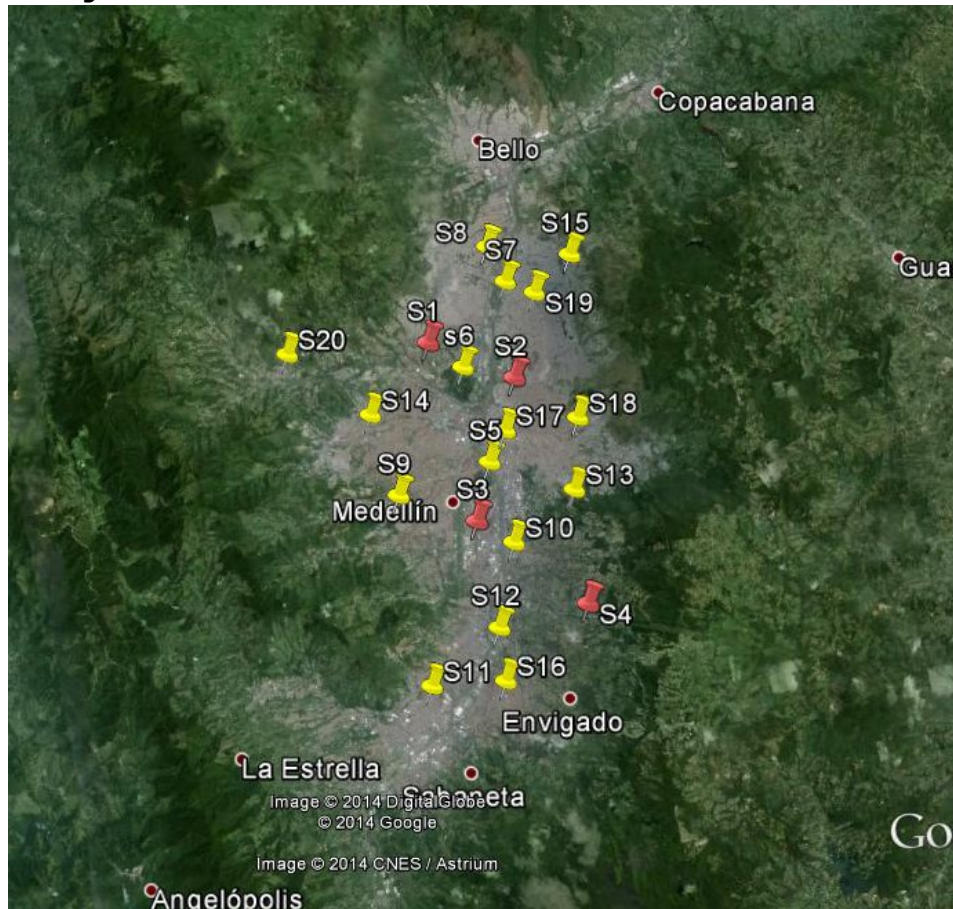 Copacabana
Bello
S8
S15
S7
Gua
S19
S1
s6
S2
S20
S14
S17
S18
S5
S9
S3
S13
Medellín
S10
S12
S4
S11
S16
Envigado
La Estrella
Sabaneta
Image © 2014 DigitalGlobe
© 2014 Google
Go
Image © 2014 CNES / Astrium
Angelópolis